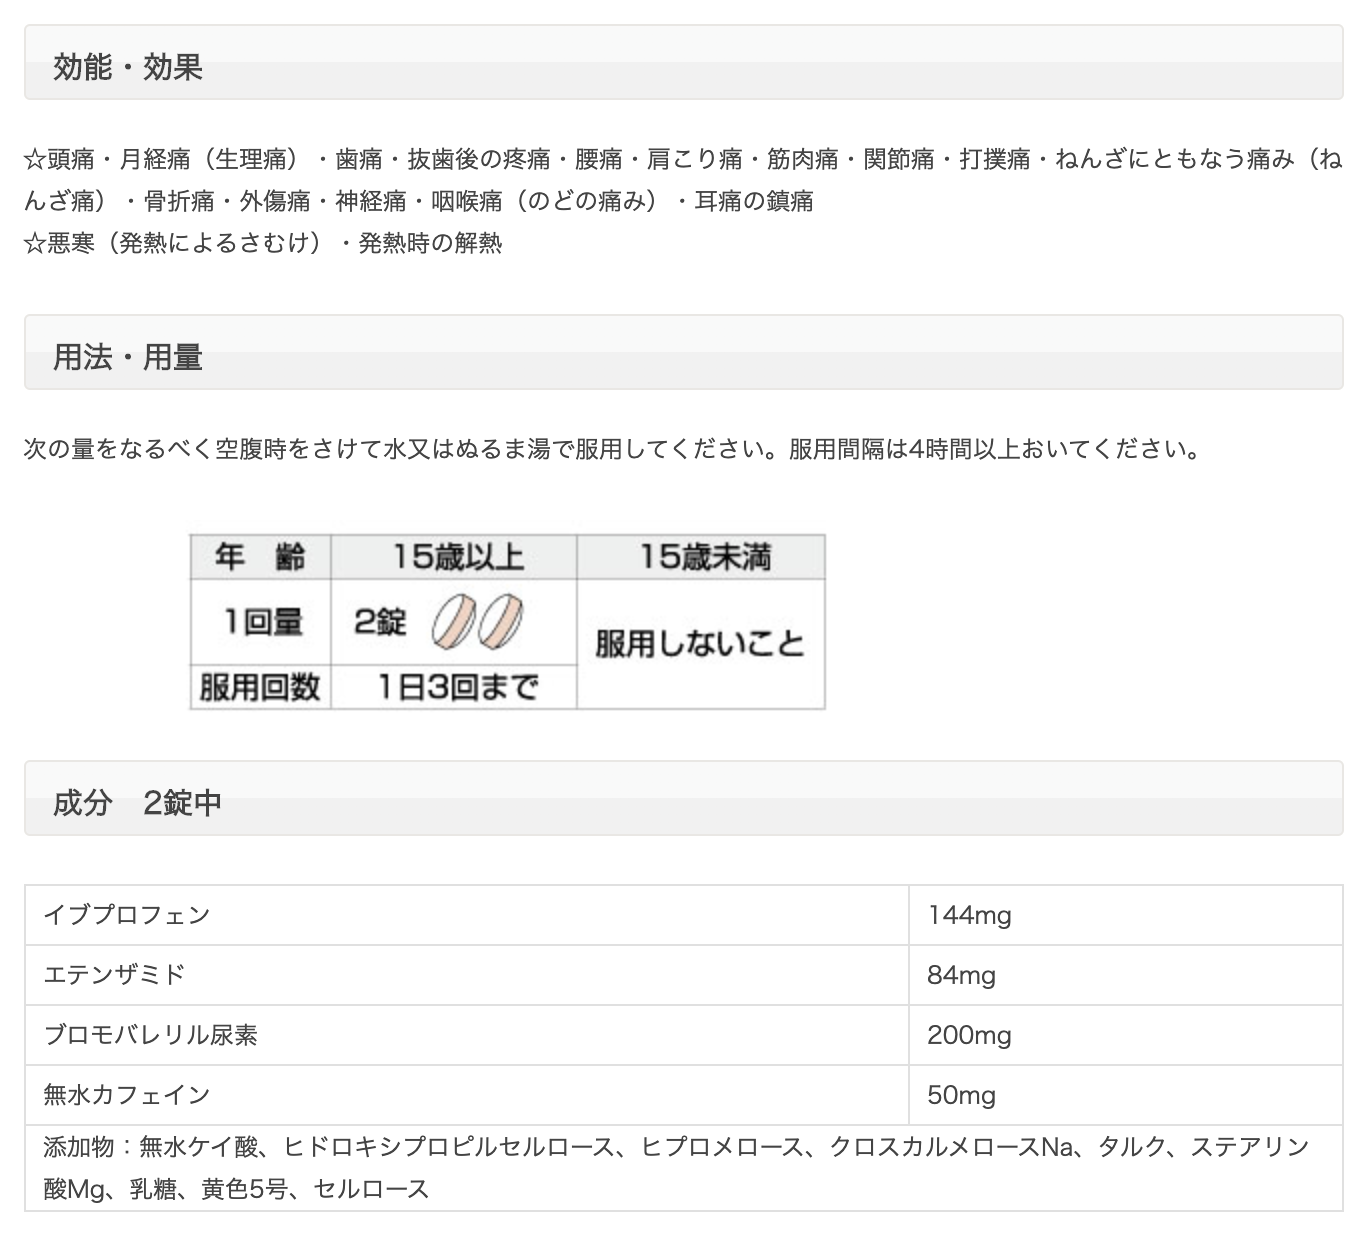 効能・効果
☆頭痛・月経痛（生理痛）・歯痛・抜歯後の疼痛・腰痛・肩こり痛・筋肉痛・関節痛・打撲痛・ねんざにともなう痛み（ね
んざ痛）・骨折痛・外傷痛・神経痛・咽喉痛（のどの痛み）・耳痛の鎮痛
☆悪寒（発熱によるさむけ）・発熱時の解熱
用法・用量
次の量をなるべく空腹時をさけて水又はぬるま湯で服用してください。服用間隔は4時間以上おいてください。
年　齢 15歳以上 15歳未満
1回量 2錠 服用しないこと
服用回数 1日3回まで
成分　2錠中
イブプロフェン 144mg
エテンザミド 84mg
ブロモバレリル尿素 200mg
無水カフェイン 50mg
添加物：無水ケイ酸、ヒドロキシプロピルセルロース、ヒプロメロース、クロスカルメロースNa、タルク、ステアリン
酸Mg、乳糖、黄色5号、セルロース